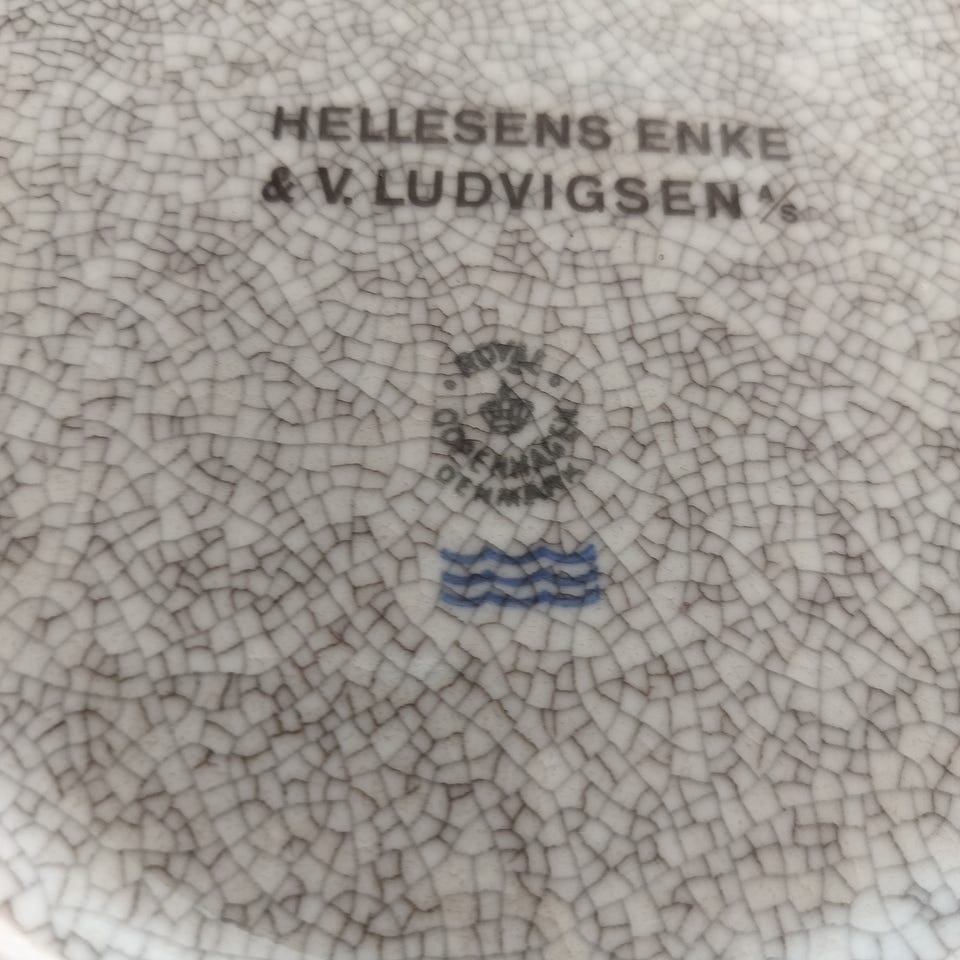 HELLESENS ENKE
& V. LUDVIGSEN A/S
ROYAL
COPENHAGEN
DENMARK